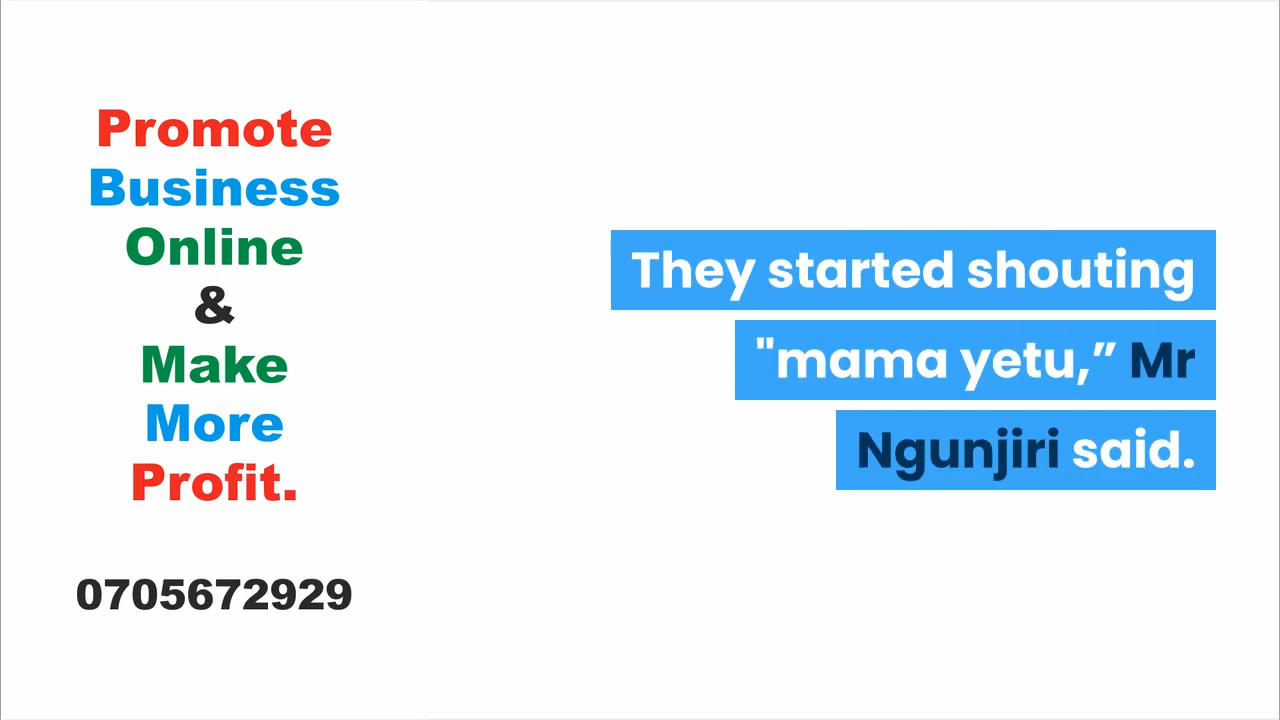 Promote
Business
Online
&
Make
More
Profit.
0705672929
They started shouting
"mama yetu,” Mr
Ngunjiri said.